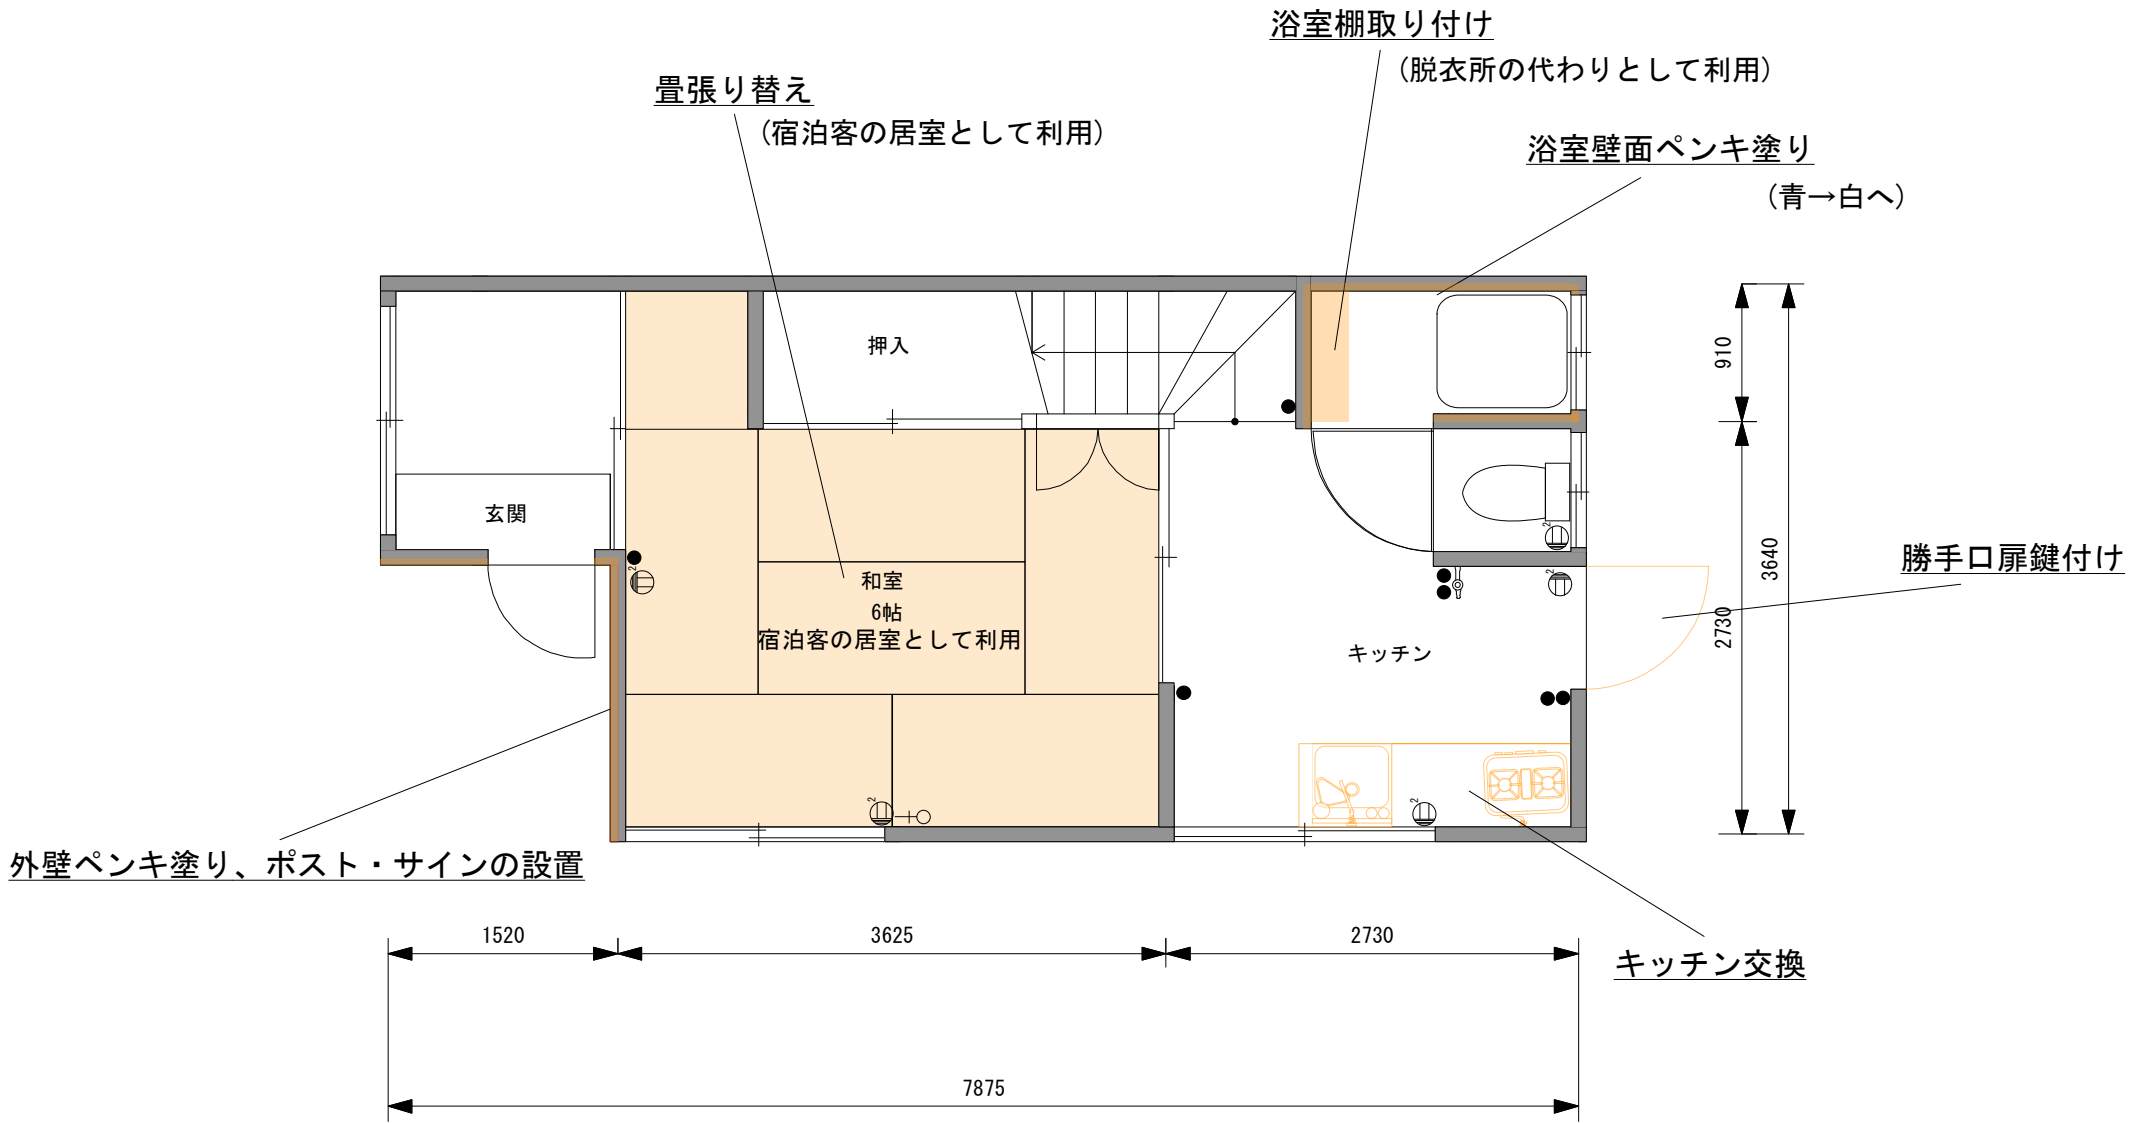 浴室棚取り付け
(脱衣所の代わりとして利用)
畳張り替え
(宿泊客の居室として利用)
浴室壁面ペンキ塗り
(青→白へ)
押入
910
玄関
2
2
2
3640
勝手口扉鍵付け
和室
6帖
宿泊客の居室として利用
2730
キッチン
2
2
外壁ペンキ塗り、ポスト・サインの設置
1520
3625
2730
キッチン交換
7875